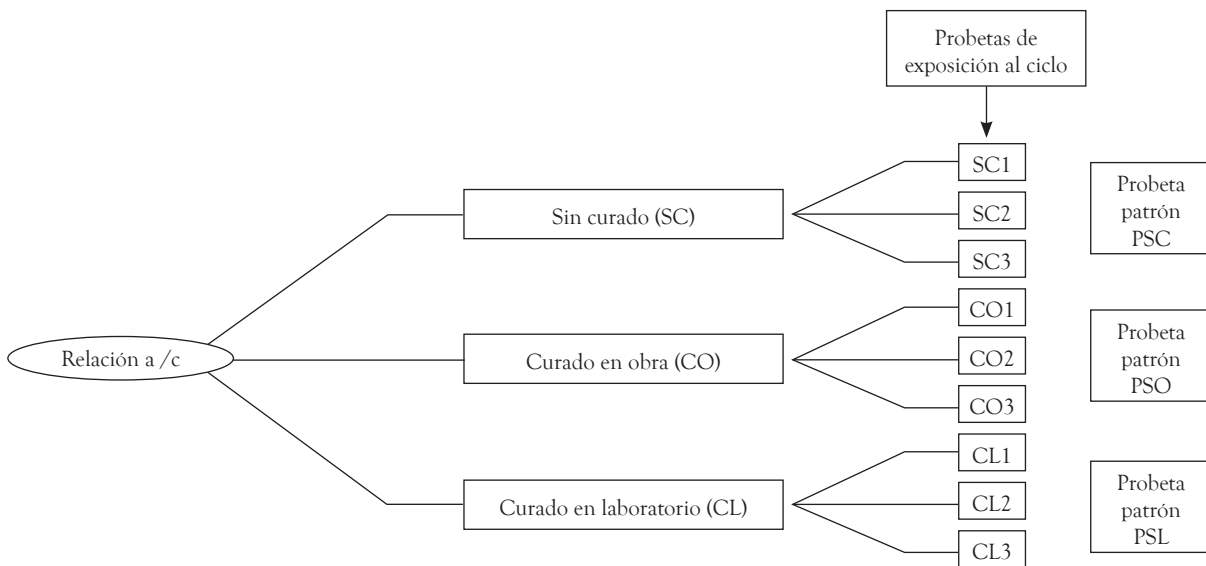 Probetas de
exposición al ciclo
Relación a /c
Sin curado (SC)
SC1
SC2
SC3
Probeta
patrón
PSC
Curado en obra (CO)
CO1
CO2
CO3
Probeta
patrón
PSO
Curado en laboratorio (CL)
CL1
CL2
CL3
Probeta
patrón
PSL